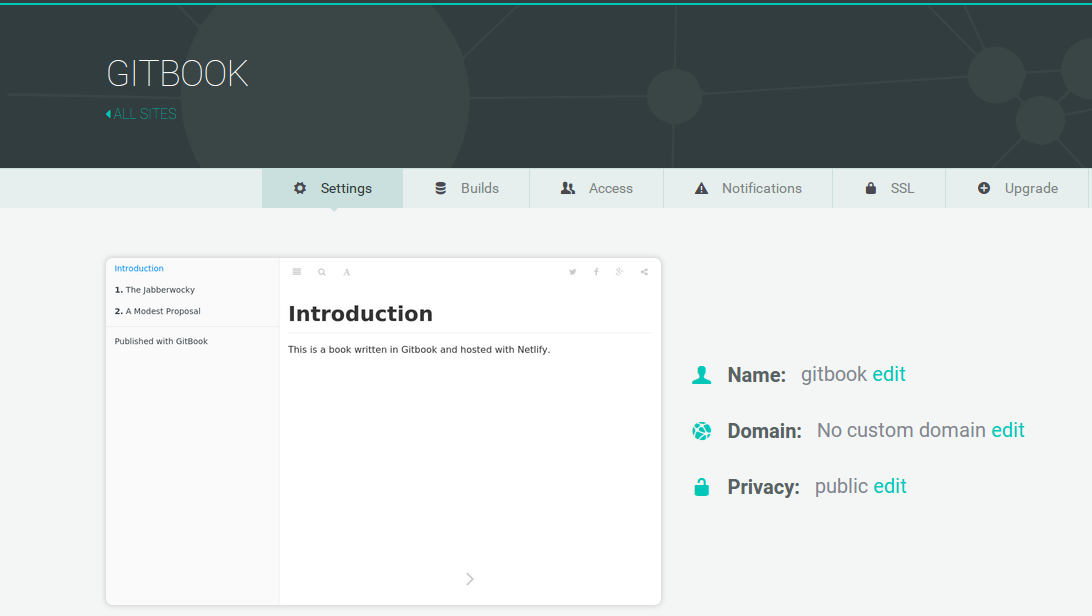 GITBOOK
ALL SITES
Settings
Builds
Access
Notifications
SSL
Upgrade
Introduction
1. The Jabberwocky
2. A Modest Proposal
Published with GitBook
A
Introduction
This is a book written in Gitbook and hosted with Netlify.
Name: gitbook edit
Domain: No custom domain edit
Privacy: public edit